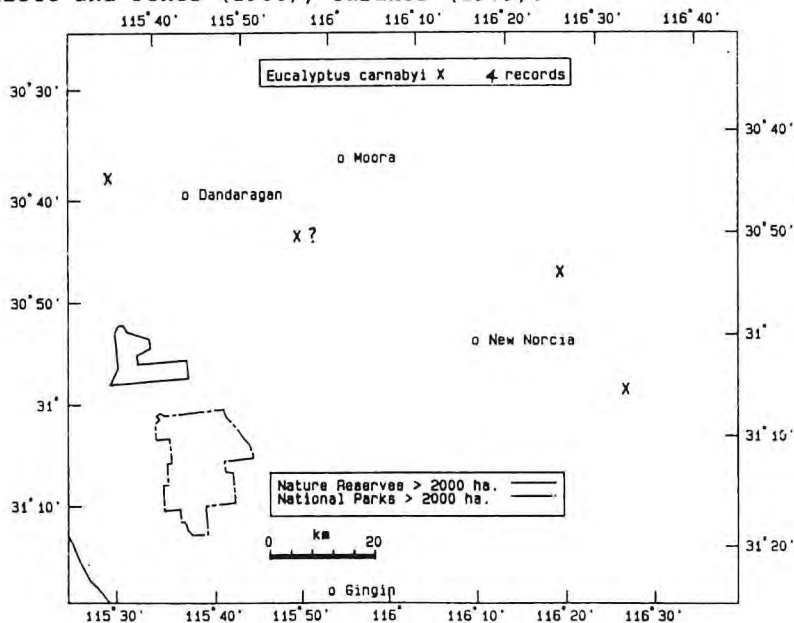 115° 40' 115° 50' 116° 116° 10' 116° 20' 116° 30' 116° 40'
Eucalyptus carnabyi X 4 records
30° 30'
30° 40'
o Moora
X
30° 40'
o Dandaragan
X ?
30° 50'
X
30° 50'
o New Norcia
31°
X
31°
31° 10'
Nature Reserves > 2000 ha.
National Parks > 2000 ha.
31° 10'
km
0 20
31° 20'
o Gingin
115° 30' 115° 40' 115° 50' 116° 116° 10' 116° 20' 116° 30'